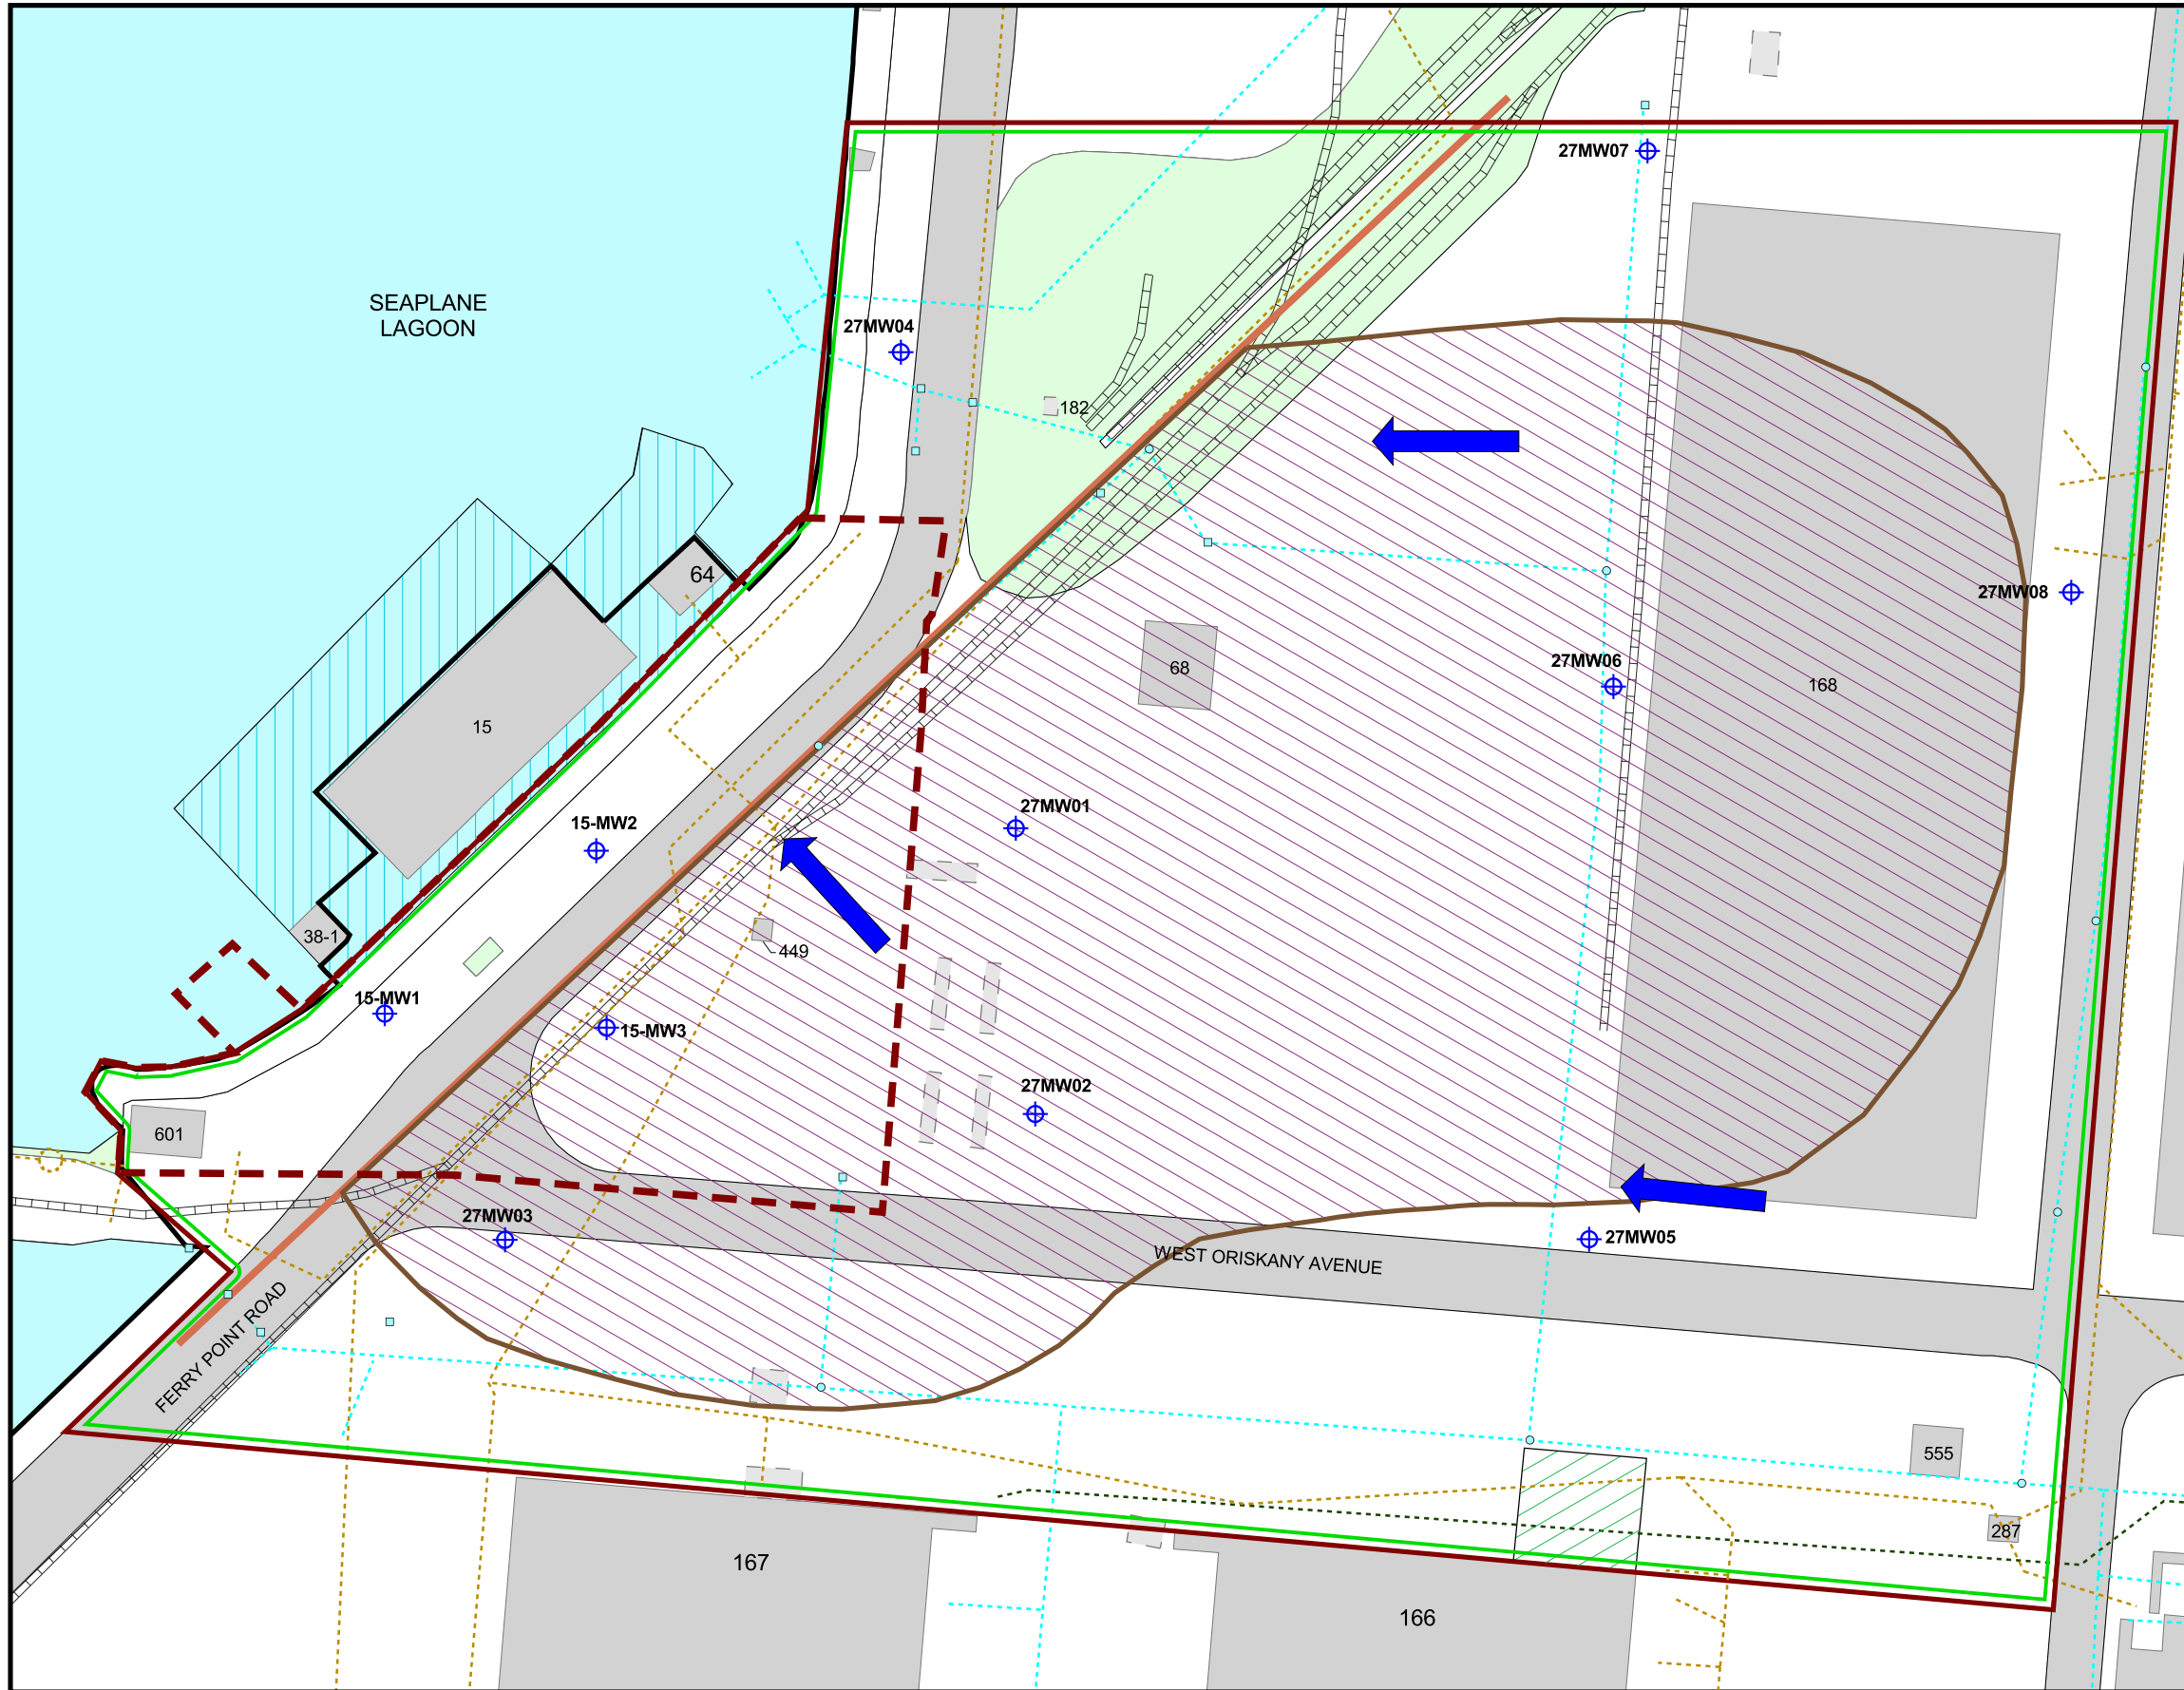 27MW07
SEAPLANE
LAGOON
27MW04
182
64
27MW08
27MW06
68
168
15
27MW01
15-MW2
38-1
449
15-MW1
15-MW3
27MW02
601
27MW03
27MW05
WEST ORISKANY AVENUE
FERRY POINT ROAD
555
287
167
166